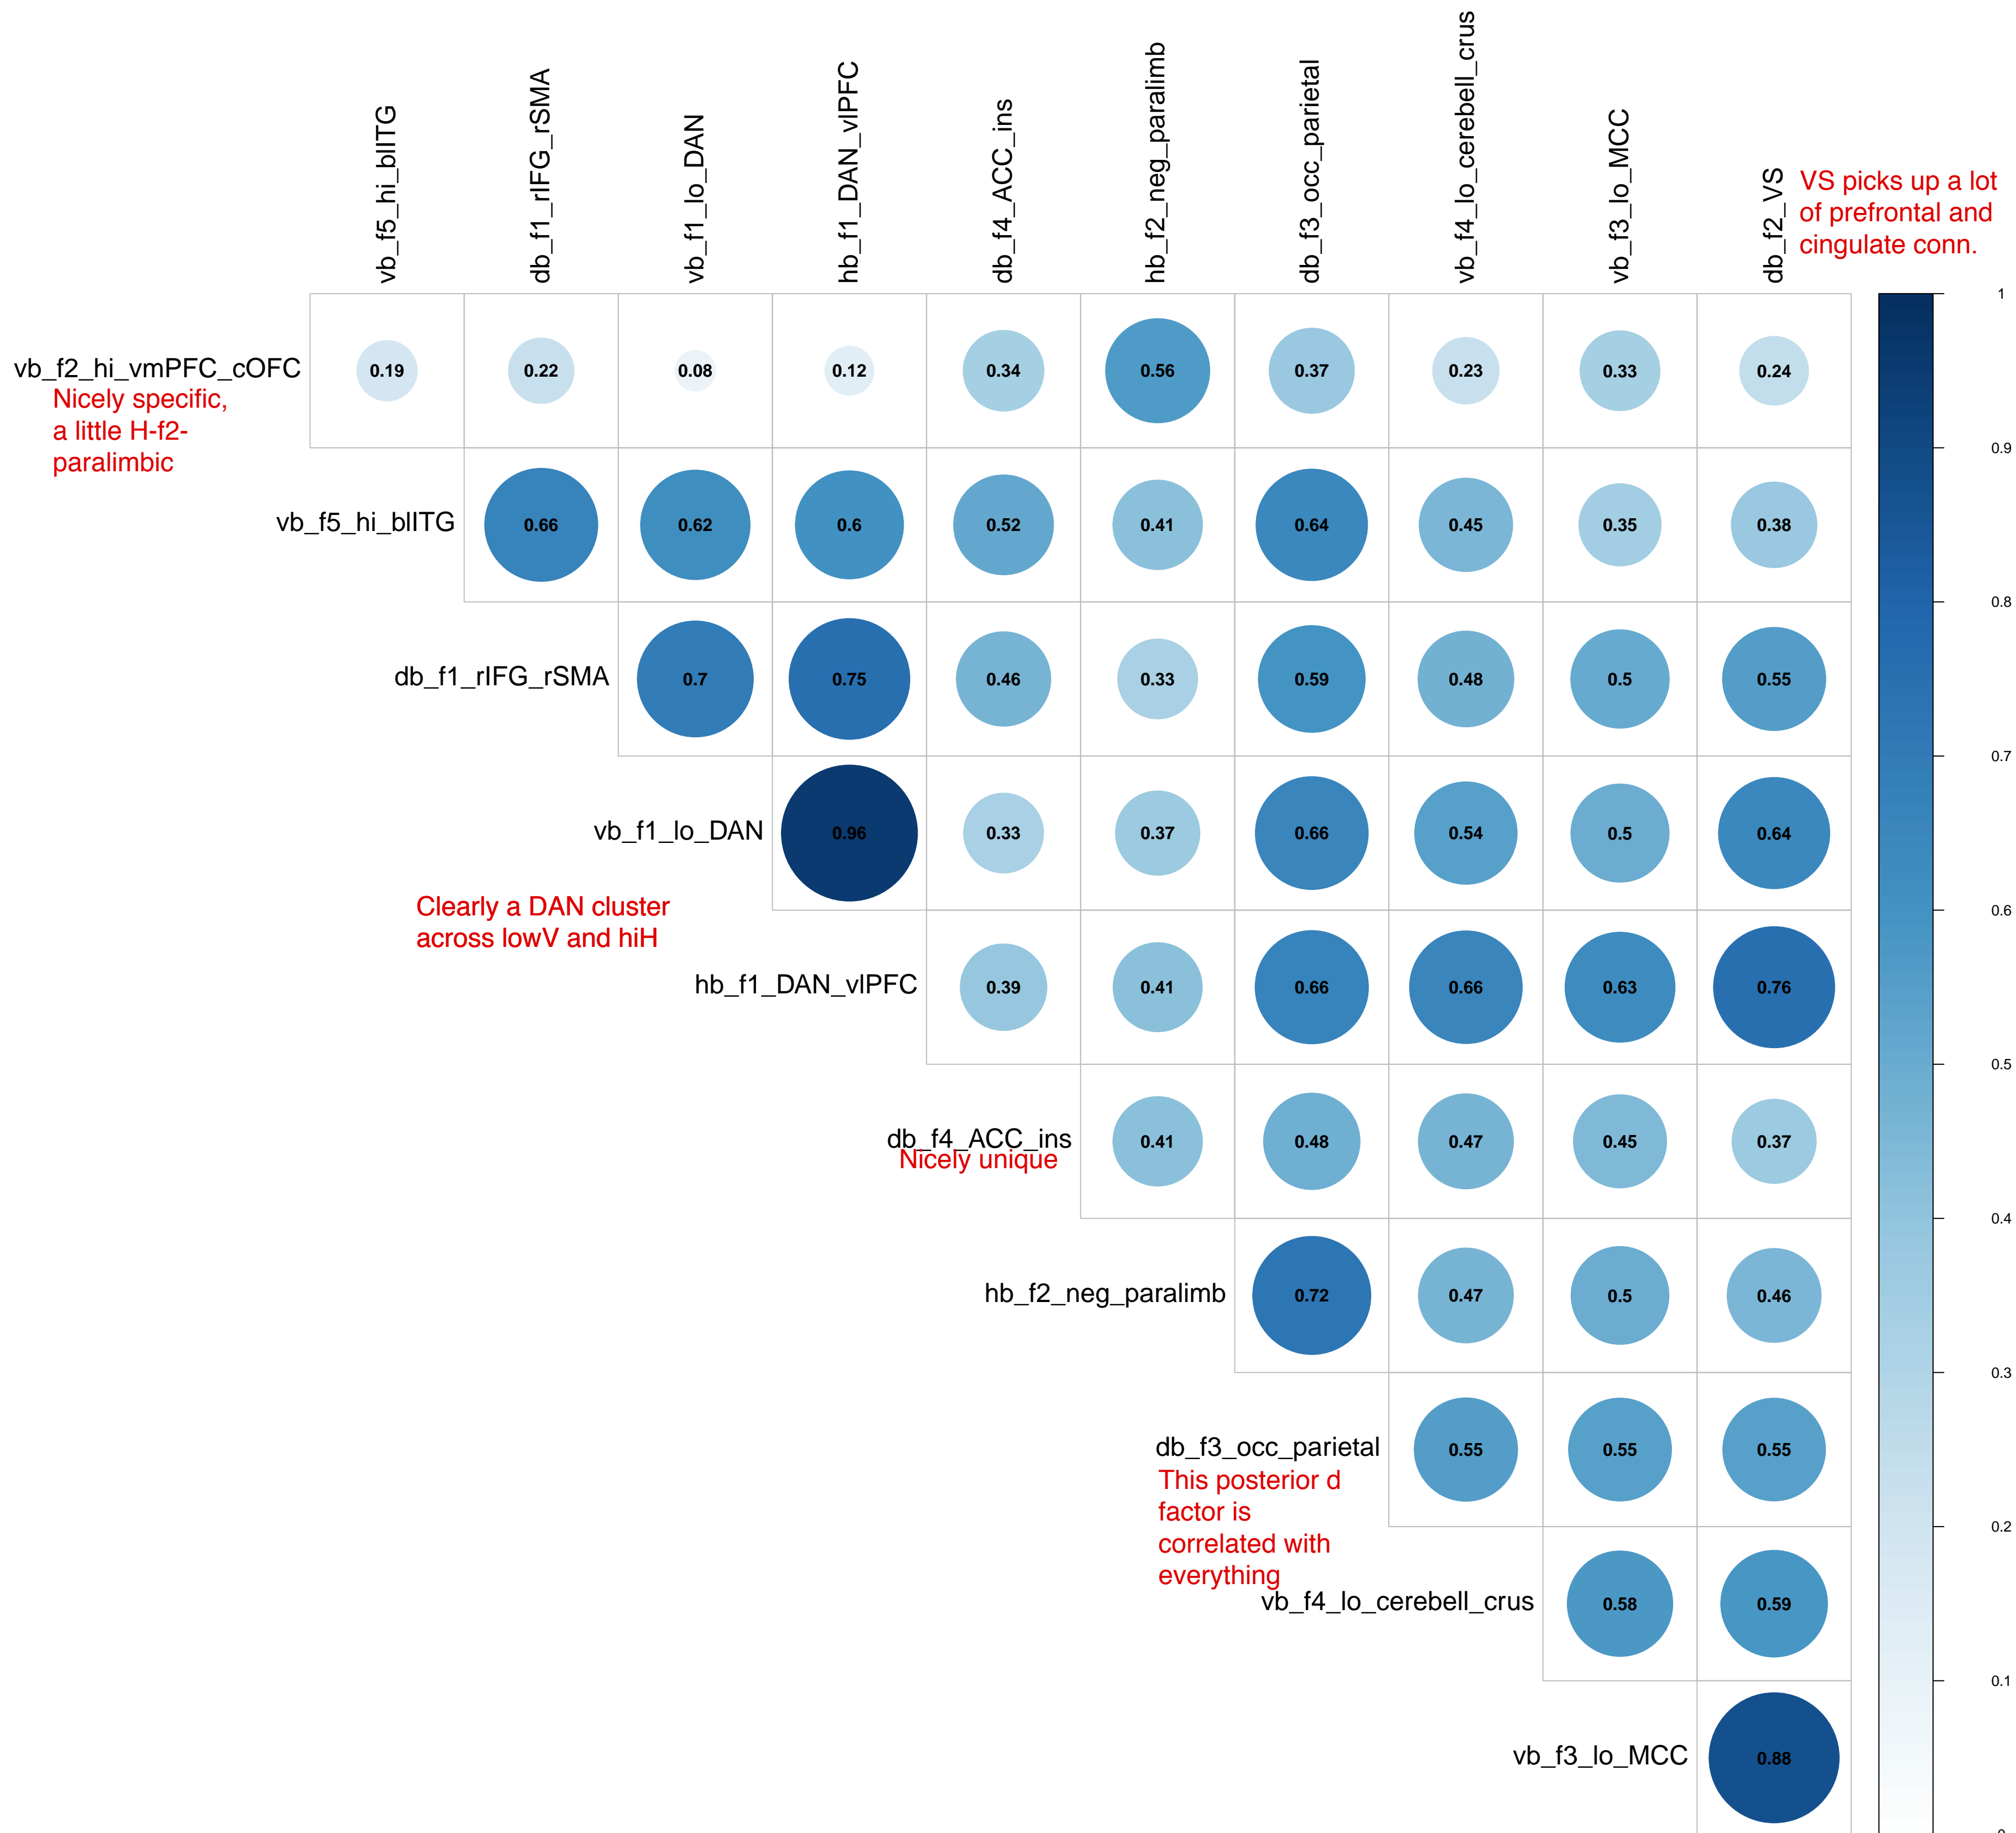 vb_f5_hi_blITG
db_f1_rIFG_rSMA
vb_f1_lo_DAN
hb_f1_DAN_vlPFC
db_f4_ACC_ins
hb_f2_neg_paralimb
db_f3_occ_parietal
vb_f4_lo_cerebell_crus
vb_f3_lo_MCC
db_f2_VS
VS picks up a lot
of prefrontal and
cingulate conn.
vb_f2_hi_vmPFC_cOFC
0.19 0.22 0.08 0.12 0.34 0.56 0.37 0.23 0.33 0.24
Nicely specific,
a little H-f2-
paralimbic
vb_f5_hi_blITG
0.66 0.62 0.6 0.52 0.41 0.64 0.45 0.35 0.38
db_f1_rIFG_rSMA
0.7 0.75 0.46 0.33 0.59 0.48 0.5 0.55
vb_f1_lo_DAN
0.96 0.33 0.37 0.66 0.54 0.5 0.64
Clearly a DAN cluster
across lowV and hiH
hb_f1_DAN_vlPFC
0.39 0.41 0.66 0.66 0.63 0.76
db_f4_ACC_ins
0.41 0.48 0.47 0.45 0.37
Nicely unique
hb_f2_neg_paralimb
0.72 0.47 0.5 0.46
db_f3_occ_parietal
0.55 0.55 0.55
This posterior d
factor is
correlated with
everything
vb_f4_lo_cerebell_crus
0.58 0.59
vb_f3_lo_MCC
0.88
1
0.9
0.8
0.7
0.6
0.5
0.4
0.3
0.2
0.1